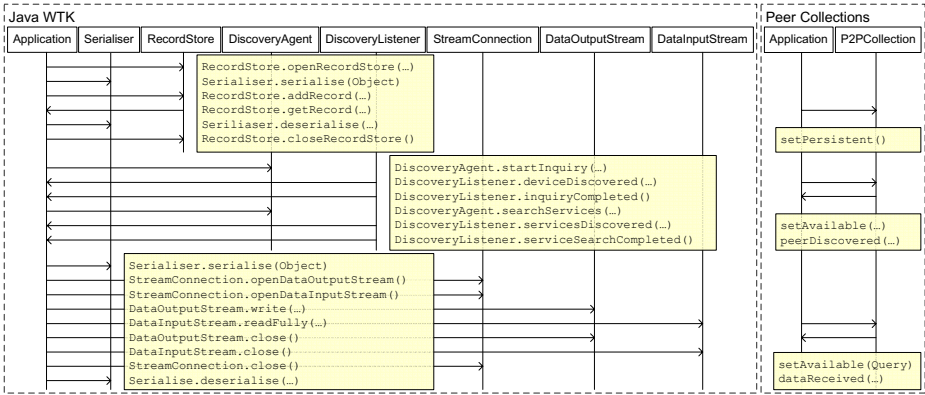 Java WTK
Peer Collections
Application Serialiser RecordStore DiscoveryAgent DiscoveryListener StreamConnection DataOutputStream DataInputStream Application P2PCollection
RecordStore.openRecordStore(…)
Serialiser.serialise(Object)
RecordStore.addRecord(…)
RecordStore.getRecord(…)
Seriliaser.deserialise(…)
RecordStore.closeRecordStore()
setPersistent()
DiscoveryAgent.startInquiry(…)
DiscoveryListener.deviceDiscovered(…)
DiscoveryListener.inquiryCompleted()
DiscoveryAgent.searchServices(…)
DiscoveryListener.servicesDiscovered(…)
DiscoveryListener.serviceSearchCompleted()
setAvailable(…)
peerDiscovered(…)
Serialiser.serialise(Object)
StreamConnection.openDataOutputStream()
StreamConnection.openDataInputStream()
DataOutputStream.write(…)
DataInputStream.readFully(…)
DataOutputStream.close()
DataInputStream.close()
StreamConnection.close()
Serialise.deserialise(…)
setAvailable(Query)
dataReceived(…)